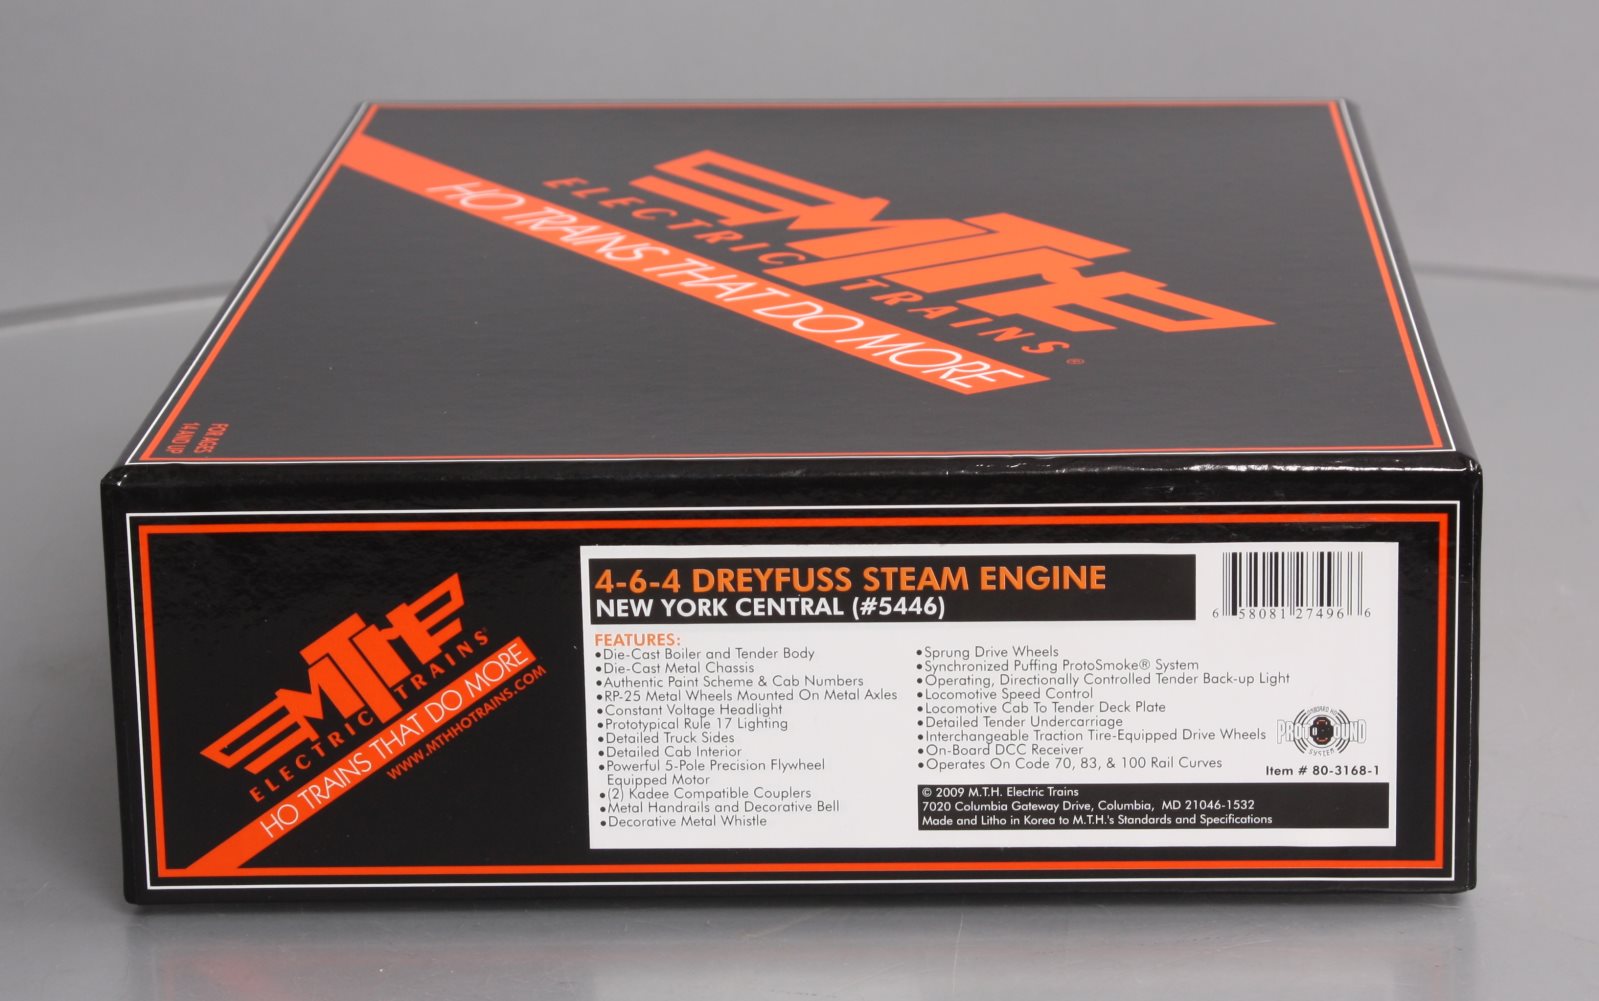 MTH
ELECTRIC TRAINS®
HO TRAINS THAT DO MORE
FOR AGES
14 AND UP
MTH
ELECTRIC TRAINS®
HO TRAINS THAT DO MORE
WWW.MTHHOTRAINS.COM
4-6-4 DREYFUSS STEAM ENGINE
NEW YORK CENTRAL (#5446)
6 58081 27496 6
FEATURES:
•Die-Cast Boiler and Tender Body
•Die-Cast Metal Chassis
•Authentic Paint Scheme & Cab Numbers
•RP-25 Metal Wheels Mounted On Metal Axles
•Constant Voltage Headlight
•Prototypical Rule 17 Lighting
•Detailed Truck Sides
•Detailed Cab Interior
•Powerful 5-Pole Precision Flywheel
Equipped Motor
•(2) Kadee Compatible Couplers
•Metal Handrails and Decorative Bell
•Decorative Metal Whistle
•Sprung Drive Wheels
•Synchronized Puffing ProtoSmoke® System
•Operating, Directionally Controlled Tender Back-up Light
•Locomotive Speed Control
•Locomotive Cab To Tender Deck Plate
•Detailed Tender Undercarriage
•Interchangeable Traction Tire-Equipped Drive Wheels
•On-Board DCC Receiver
•Operates On Code 70, 83, & 100 Rail Curves
ONBOARD HO
PROTOSOUND
SYSTEM
Item # 80-3168-1
© 2009 M.T.H. Electric Trains
7020 Columbia Gateway Drive, Columbia, MD 21046-1532
Made and Litho in Korea to M.T.H.'s Standards and Specifications